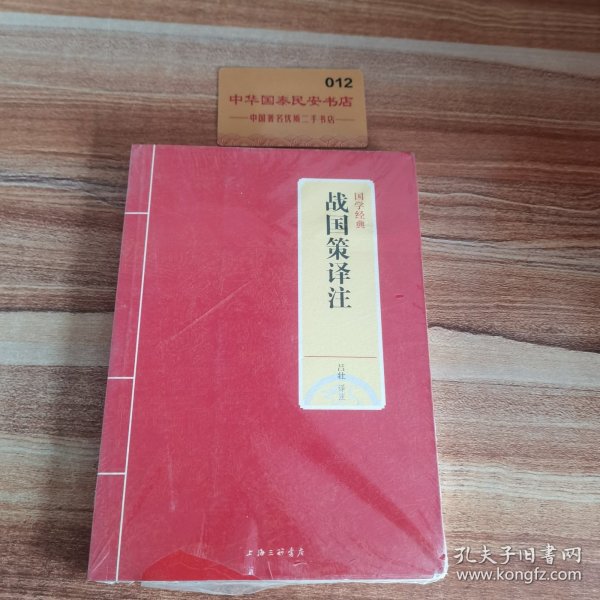 012
中华国泰民安书店
中国著名优质二手书店
国学经典
战国策译注
吕壮 译注
上海三联书店
孔夫子旧书网
www.kongfz.com